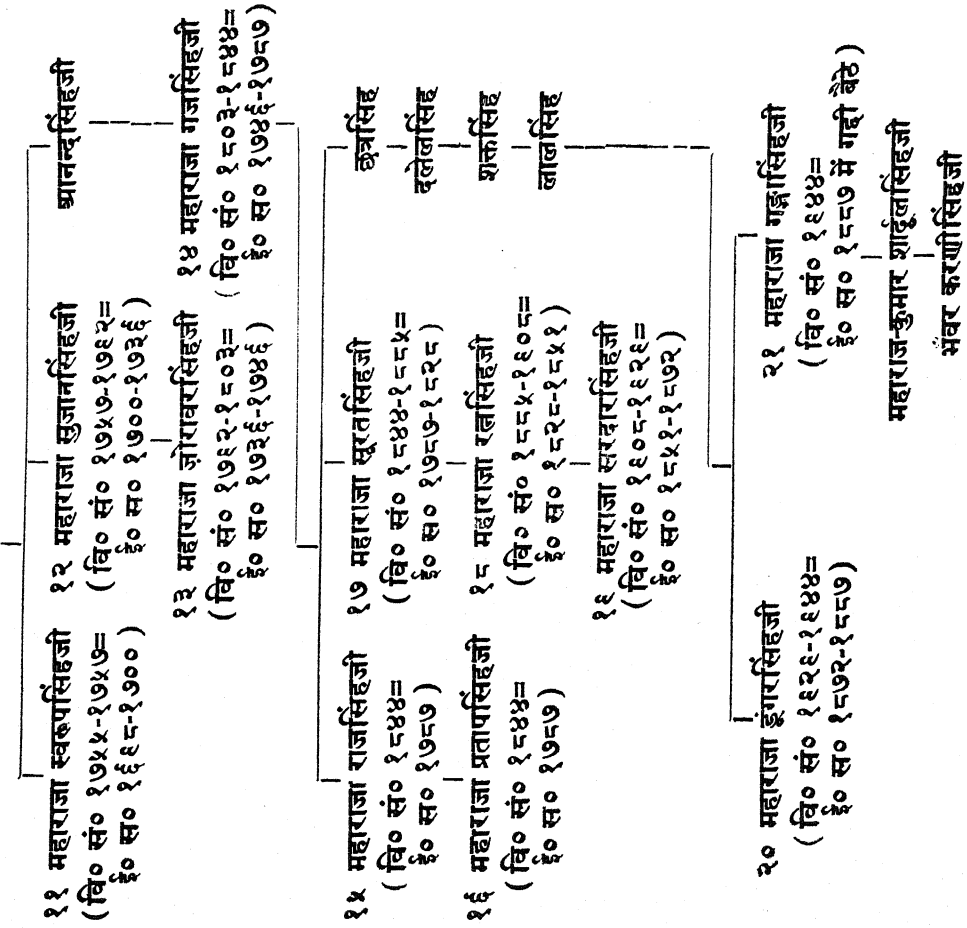 ११ महाराजा स्वरूपसिंहजी
(वि० सं० १७५५-१७५७=
ई० स० १६९८-१७००)
१२ महाराजा सुजानसिंहजी
(वि० सं० १७५७-१७९२=
ई० स० १७००-१७३६)
आनन्दसिंहजी
१३ महाराजा ज़ोरावरसिंहजी
(वि० सं० १७९२-१८०३=
ई० स० १७३६-१७४६)
१४ महाराजा गजसिंहजी
(वि० सं० १८०३-१८४४=
ई० स० १७४६-१७८७)
१५ महाराजा राजसिंहजी
(वि० सं० १८४४=
ई० स० १७८७)
१६ महाराजा प्रतापसिंहजी
(वि० सं० १८४४=
ई० स० १७८७)
१७ महाराजा सूरतसिंहजी
(वि० सं० १८४४-१८८५=
ई० स० १७८७-१८२८)
१८ महाराजा रत्नसिंहजी
(वि० सं० १८८५-१९०८=
ई० स० १८२८-१८५१)
१९ महाराजा सरदारसिंहजी
(वि० सं० १९०८-१९२९=
ई० स० १८५१-१८७२)
छत्रसिंह
दलेलसिंह
शक्तसिंह
लालसिंह
२० महाराजा डूंगरसिंहजी
(वि० सं० १९२९-१९४४=
ई० स० १८७२-१८८७)
२१ महाराजा गङ्गासिंहजी
(वि० सं० १९४४=
ई० स० १८८७ में गद्दी बैठे)
महाराज-कुमार शार्दूलसिंहजी
भंवर करणीसिंहजी